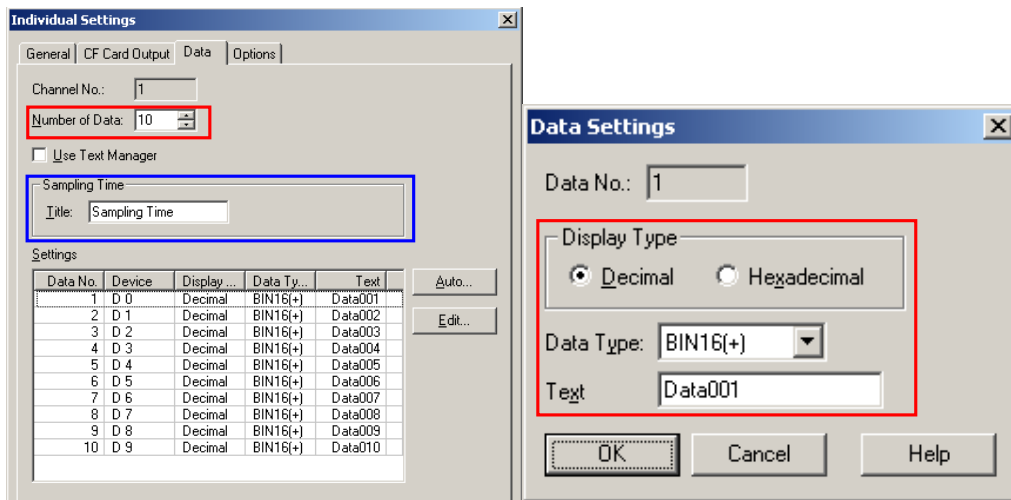 Individual Settings
General CF Card Output Data Options
Channel No.: 1
Number of Data: 10
Use Text Manager
Sampling Time
Title: Sampling Time
Settings
Data No. Device Display ... Data Ty... Text
1 D 0 Decimal BIN16(+) Data001
2 D 1 Decimal BIN16(+) Data002
3 D 2 Decimal BIN16(+) Data003
4 D 3 Decimal BIN16(+) Data004
5 D 4 Decimal BIN16(+) Data005
6 D 5 Decimal BIN16(+) Data006
7 D 6 Decimal BIN16(+) Data007
8 D 7 Decimal BIN16(+) Data008
9 D 8 Decimal BIN16(+) Data009
10 D 9 Decimal BIN16(+) Data010
Auto...
Edit...
Data Settings
Data No.: 1
Display Type
Decimal Hexadecimal
Data Type: BIN16(+)
Text Data001
OK Cancel Help